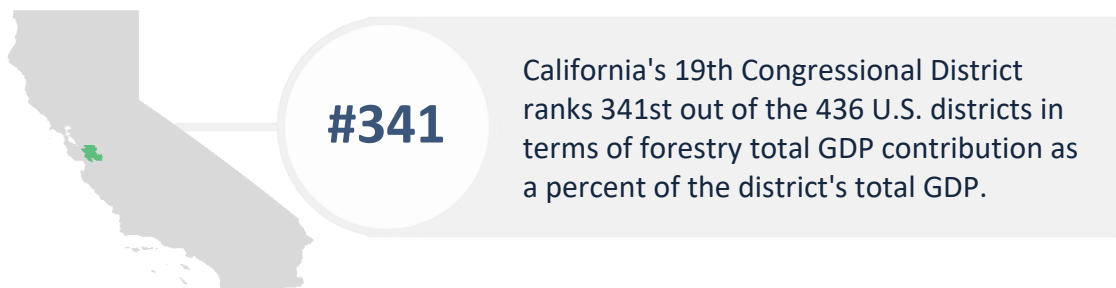 #341
California's 19th Congressional District
ranks 341st out of the 436 U.S. districts in
terms of forestry total GDP contribution as
a percent of the district's total GDP.